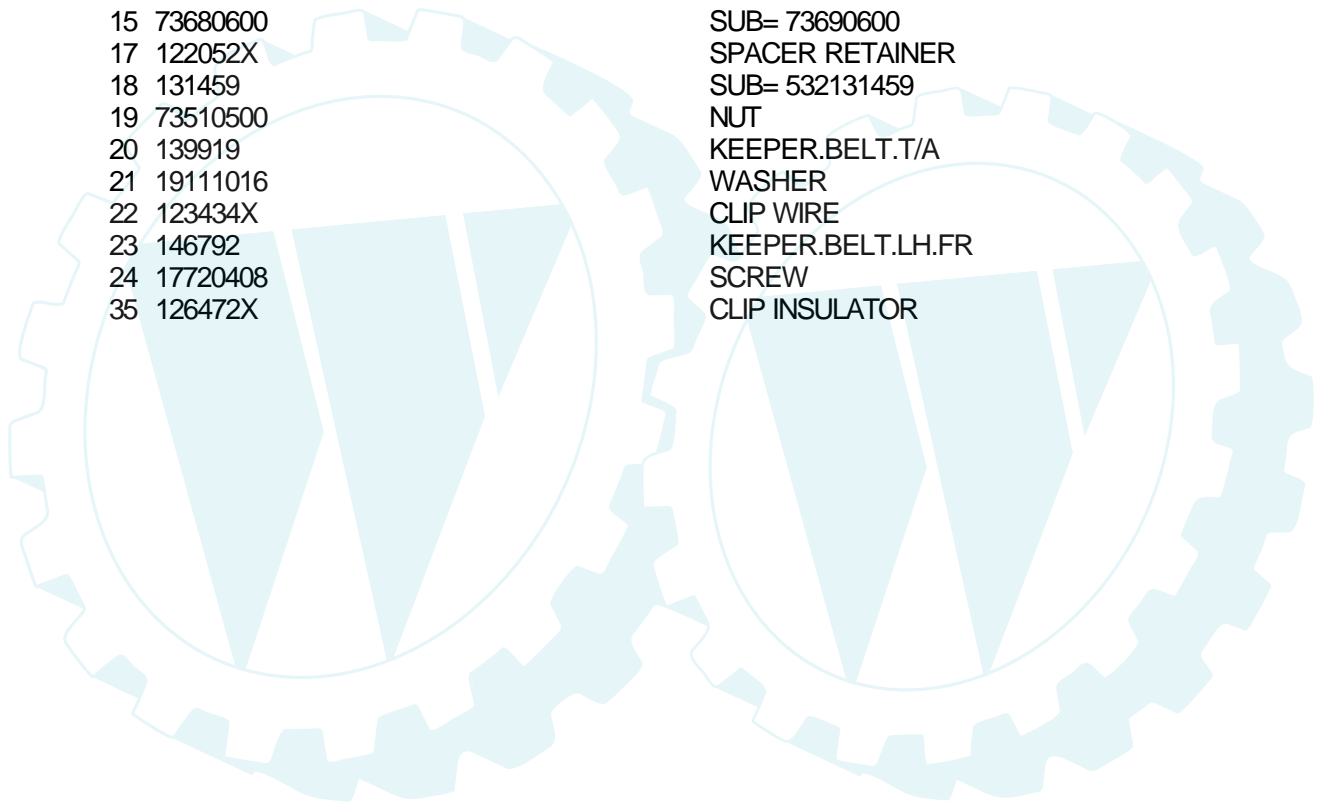 15 73680600 SUB= 73690600
17 122052X SPACER RETAINER
18 131459 SUB= 532131459
19 73510500 NUT
20 139919 KEEPER.BELT.T/A
21 19111016 WASHER
22 123434X CLIP WIRE
23 146792 KEEPER.BELT.LH.FR
24 17720408 SCREW
35 126472X CLIP INSULATOR